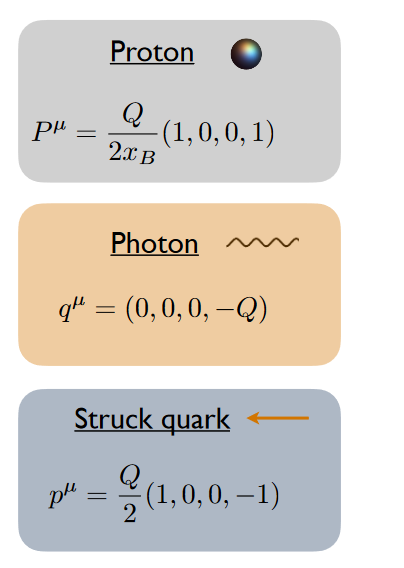 Proton
P^μ = Q/(2x_B) (1, 0, 0, 1)
Photon
q^μ = (0, 0, 0, −Q)
Struck quark
p^μ = Q/2 (1, 0, 0, −1)